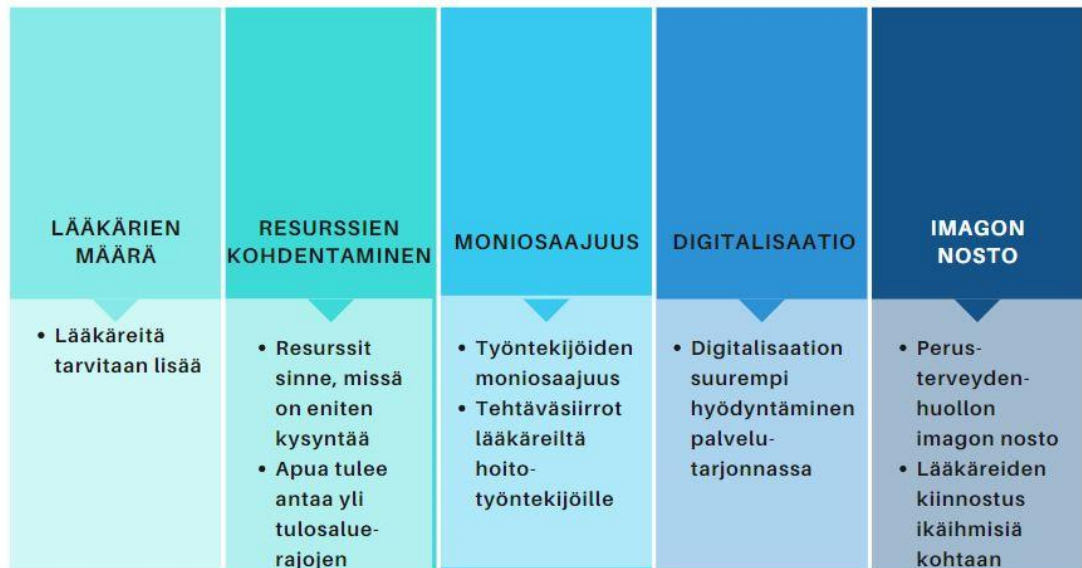 LÄÄKÄRIEN
MÄÄRÄ
• Lääkäreitä
tarvitaan lisää
RESURSSIEN
KOHDENTAMINEN
• Resurssit
sinne, missä
on eniten
kysyntää
• Apua tulee
antaa yli
tulosalue-
rajojen
MONIOSAAJUUS
• Työntekijöiden
moniosaajuus
• Tehtäväsiirrot
lääkäreiltä
hoito-
työntekijöille
DIGITALISAATIO
• Digitalisaation
suurempi
hyödyntäminen
palvelu-
tarjonnassa
IMAGON
NOSTO
• Perus-
terveyden-
huollon
imagon nosto
• Lääkäreiden
kiinnostus
ikäihmisiä
kohtaan